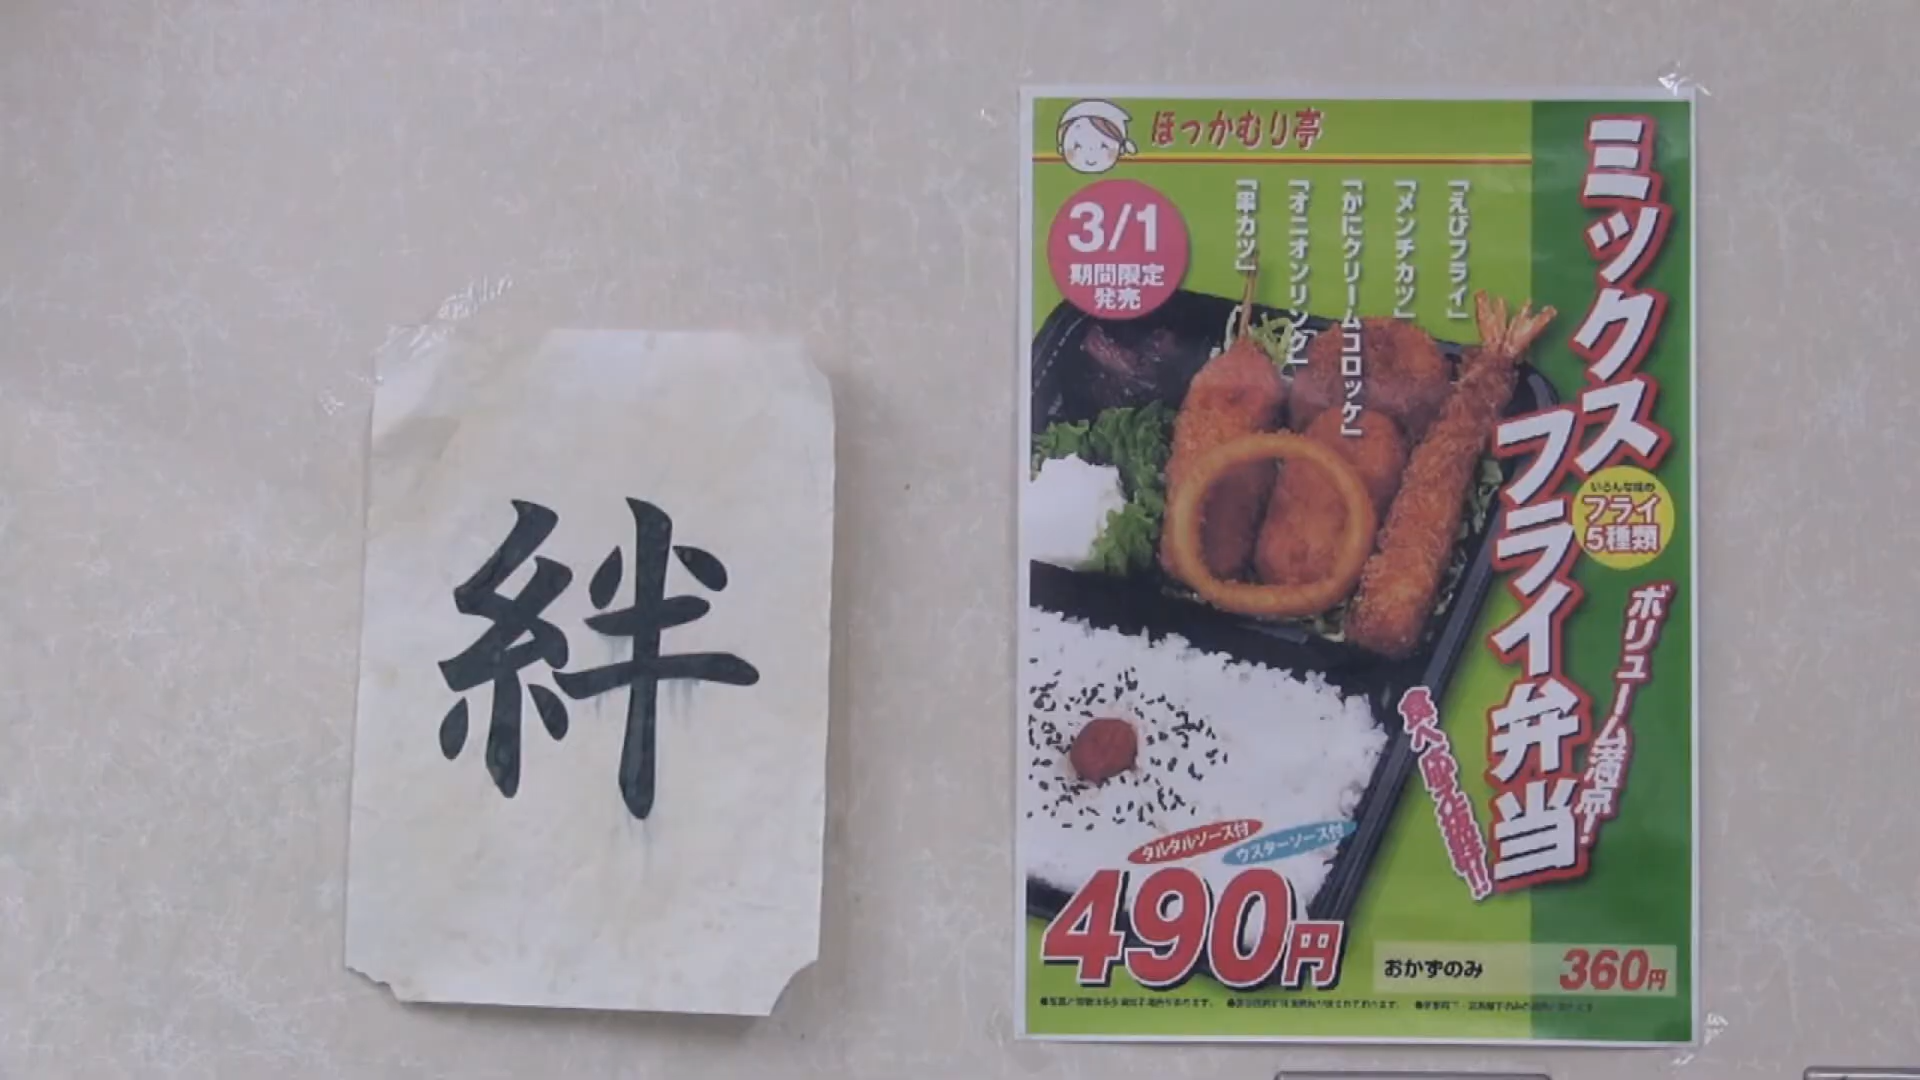 絆
ほっかむり亭
3/1
期間限定
発売
「えびフライ」
「メンチカツ」
「かにクリームコロッケ」
「オニオンリング」
「串カツ」
ミックス
フライ弁当
いろんな味の
フライ
5種類
ボリューム満点!
食べ応え抜群!!
タルタルソース付
ウスターソース付
490円
おかずのみ 360円